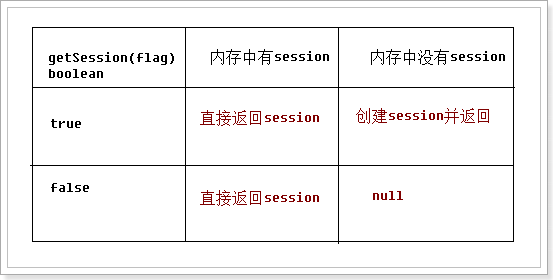 getSession(flag)
boolean
内存中有session
内存中没有session
true
直接返回session
创建session并返回
false
直接返回session
null